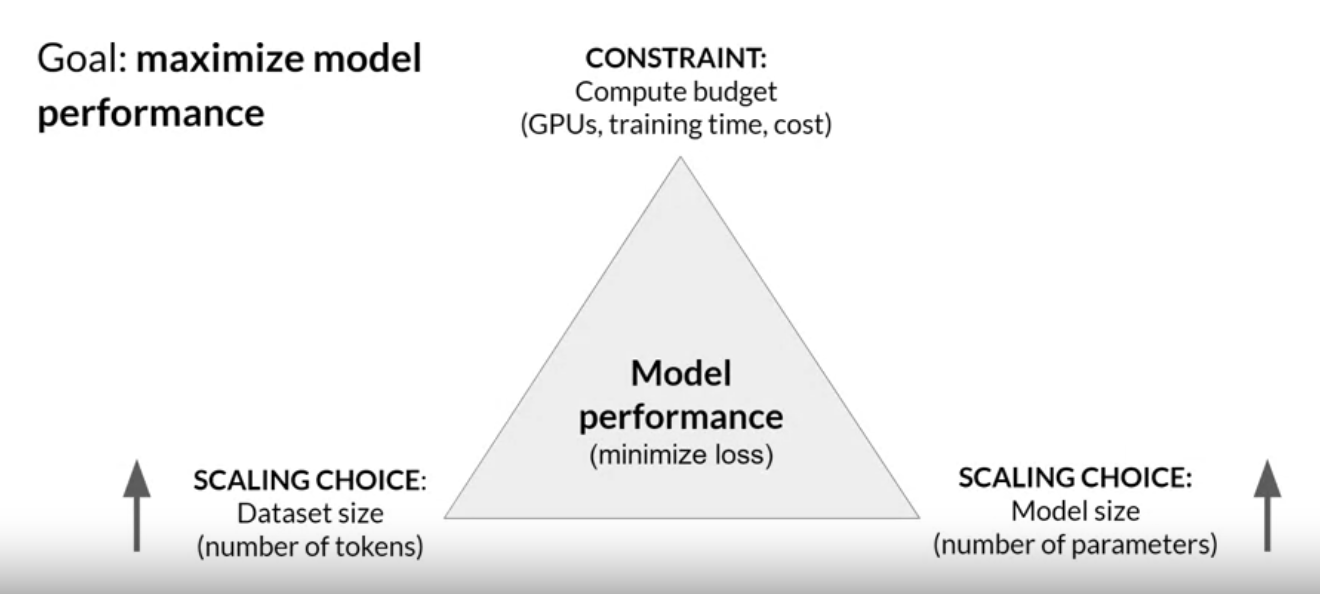 Goal: maximize model
performance
CONSTRAINT:
Compute budget
(GPUs, training time, cost)
Model
performance
(minimize loss)
SCALING CHOICE:
Dataset size
(number of tokens)
SCALING CHOICE:
Model size
(number of parameters)